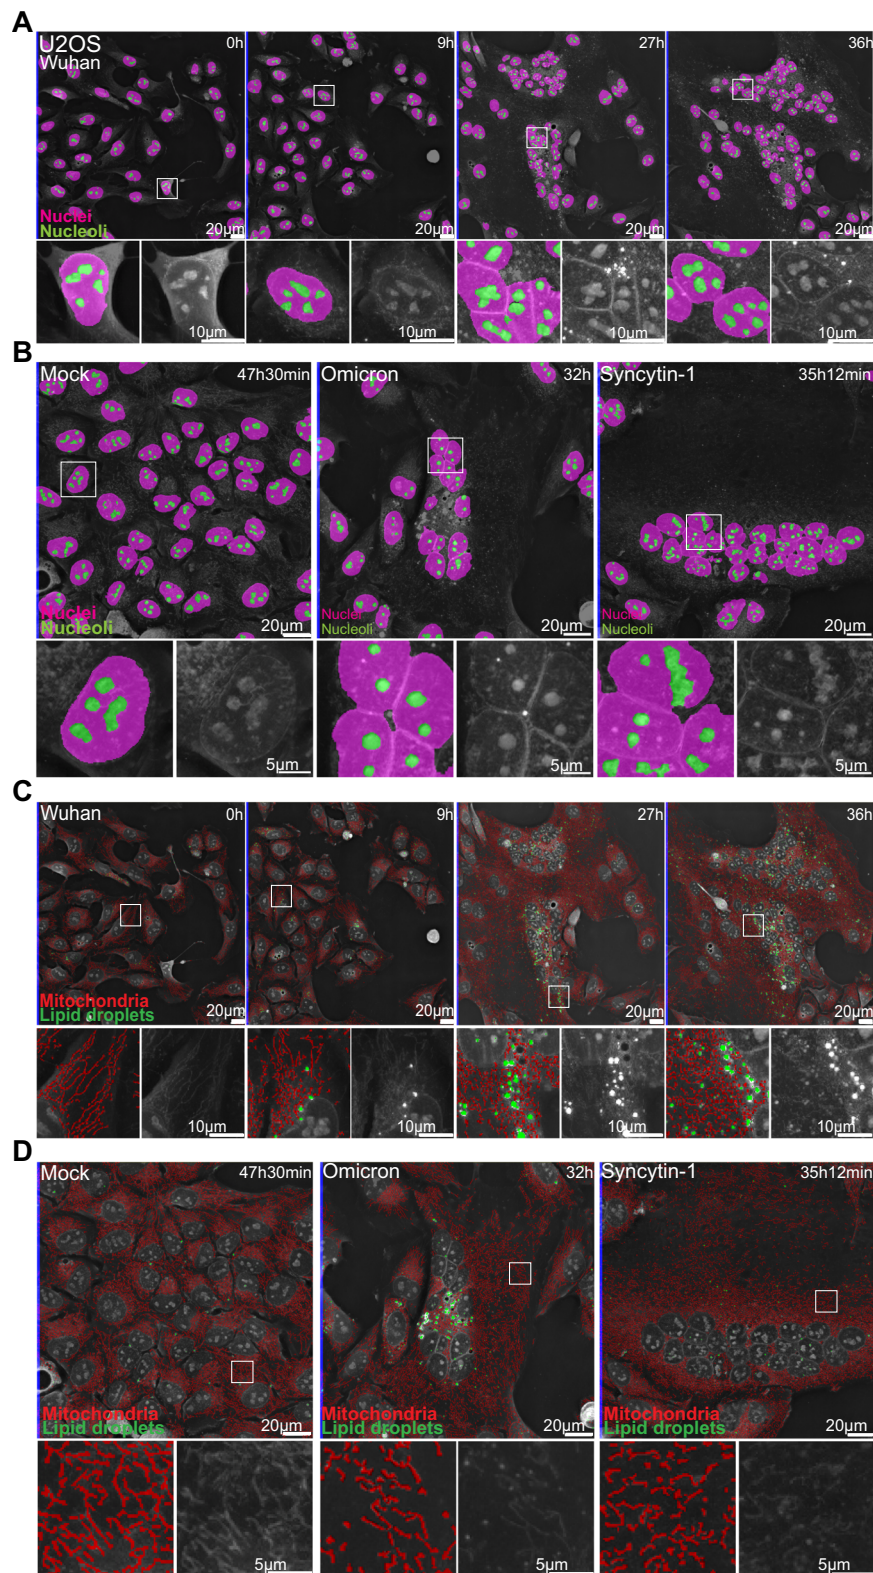 A
U2OS
Wuhan
0h
9h
27h
36h
Nuclei
Nucleoli
20µm
20µm
20µm
20µm
10µm
10µm
10µm
10µm
B
Mock
47h30min
Omicron
32h
Syncytin-1
35h12min
Nuclei
Nucleoli
20µm
Nuclei
Nucleoli
20µm
Nuclei
Nucleoli
20µm
5µm
5µm
5µm
C
Wuhan
0h
9h
27h
36h
Mitochondria
Lipid droplets
20µm
20µm
20µm
20µm
10µm
10µm
10µm
10µm
D
Mock
47h30min
Omicron
32h
Syncytin-1
35h12min
Mitochondria
Lipid droplets
20µm
Mitochondria
Lipid droplets
20µm
Mitochondria
Lipid droplets
20µm
5µm
5µm
5µm